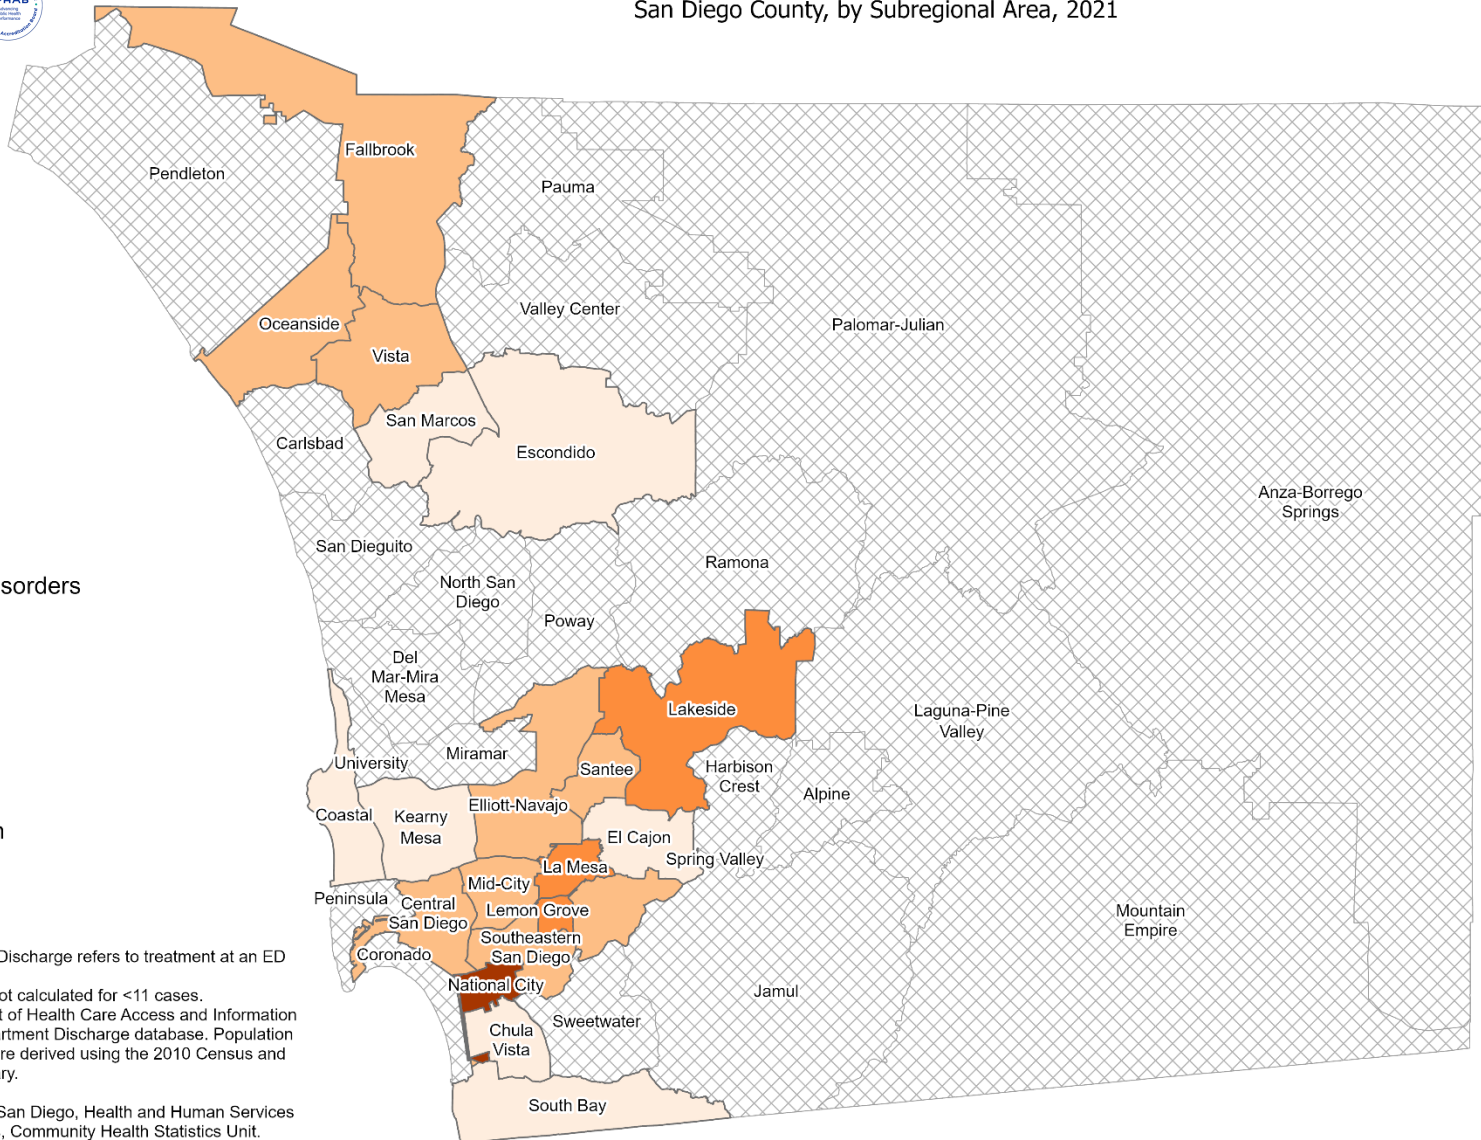 San Diego County, by Subregional Area, 2021
Fallbrook
Pendleton
Pauma
Valley Center
Oceanside
Palomar-Julian
Vista
San Marcos
Carlsbad
Escondido
Anza-Borrego
Springs
San Dieguito
Ramona
North San
Diego
sorders
Poway
Del
Mar-Mira
Mesa
Lakeside
Laguna-Pine
Valley
Miramar
University
Santee
Harbison
Crest
Alpine
Elliott-Navajo
Coastal
Kearny
Mesa
El Cajon
Spring Valley
La Mesa
Mid-City
Peninsula
Central
San Diego
Lemon Grove
Mountain
Empire
Southeastern
San Diego
Coronado
National City
Jamul
Sweetwater
Chula
Vista
South Bay
Discharge refers to treatment at an ED
ot calculated for <11 cases.
t of Health Care Access and Information
artment Discharge database. Population
re derived using the 2010 Census and
ry.
San Diego, Health and Human Services
, Community Health Statistics Unit.